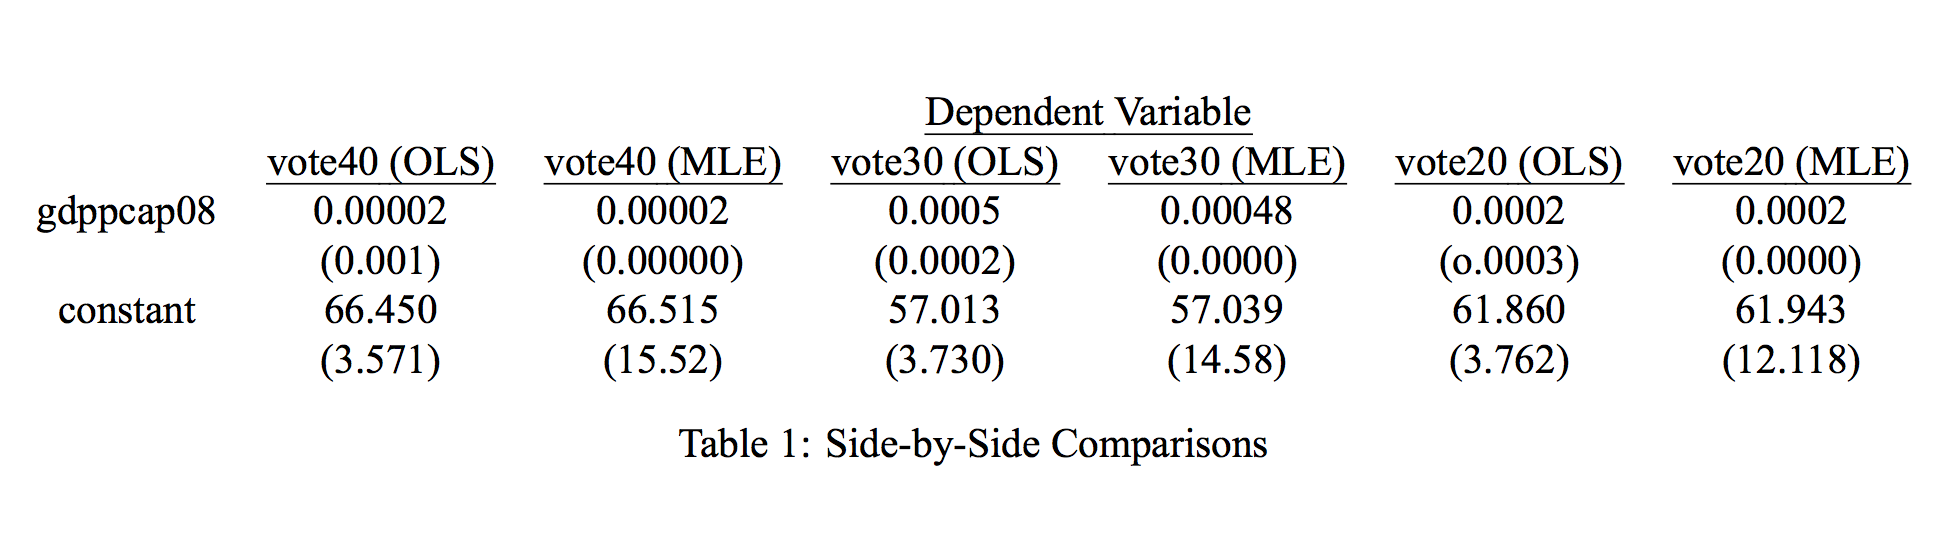 Dependent Variable
vote40 (OLS) vote40 (MLE) vote30 (OLS) vote30 (MLE) vote20 (OLS) vote20 (MLE)
gdppcap08 0.00002 0.00002 0.0005 0.00048 0.0002 0.0002
(0.001) (0.00000) (0.0002) (0.0000) (o.0003) (0.0000)
constant 66.450 66.515 57.013 57.039 61.860 61.943
(3.571) (15.52) (3.730) (14.58) (3.762) (12.118)
Table 1: Side-by-Side Comparisons